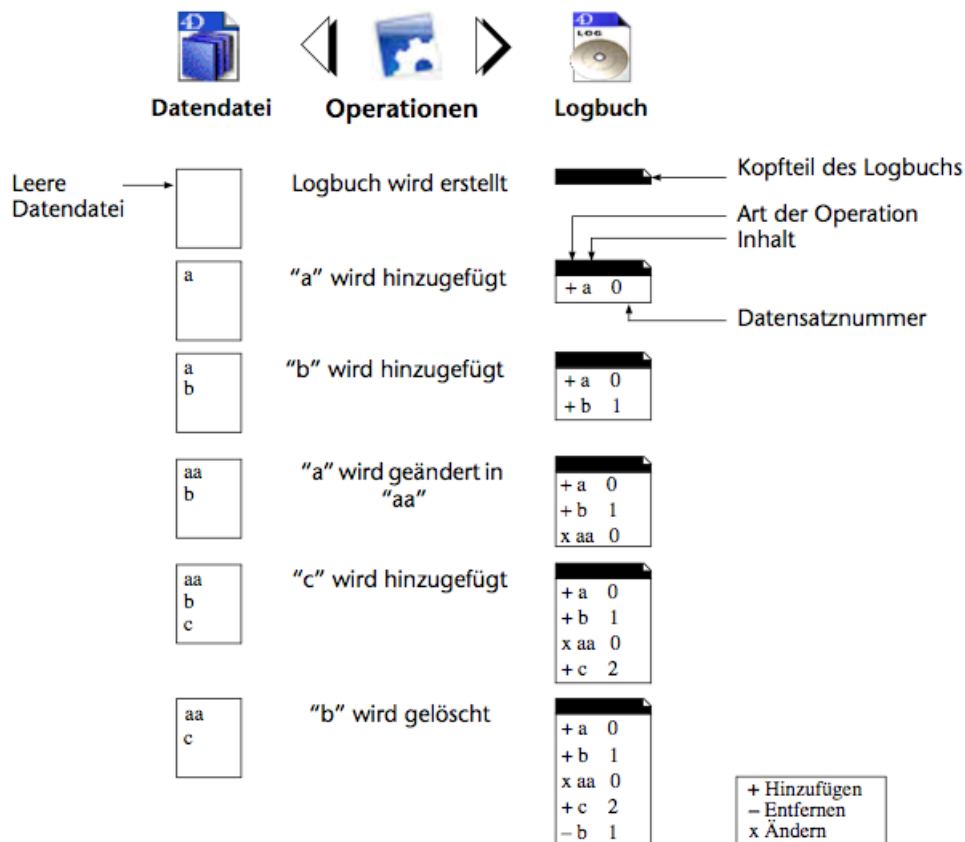 4D
4D
LOG
Datendatei
Operationen
Logbuch
Leere
Datendatei
Logbuch wird erstellt
Kopfteil des Logbuchs
Art der Operation
Inhalt
a
“a” wird hinzugefügt
+ a 0
Datensatznummer
a
b
“b” wird hinzugefügt
+ a 0
+ b 1
aa
b
“a” wird geändert in
“aa”
+ a 0
+ b 1
x aa 0
aa
b
c
“c” wird hinzugefügt
+ a 0
+ b 1
x aa 0
+ c 2
aa
c
“b” wird gelöscht
+ a 0
+ b 1
x aa 0
+ c 2
– b 1
+ Hinzufügen
– Entfernen
x Ändern